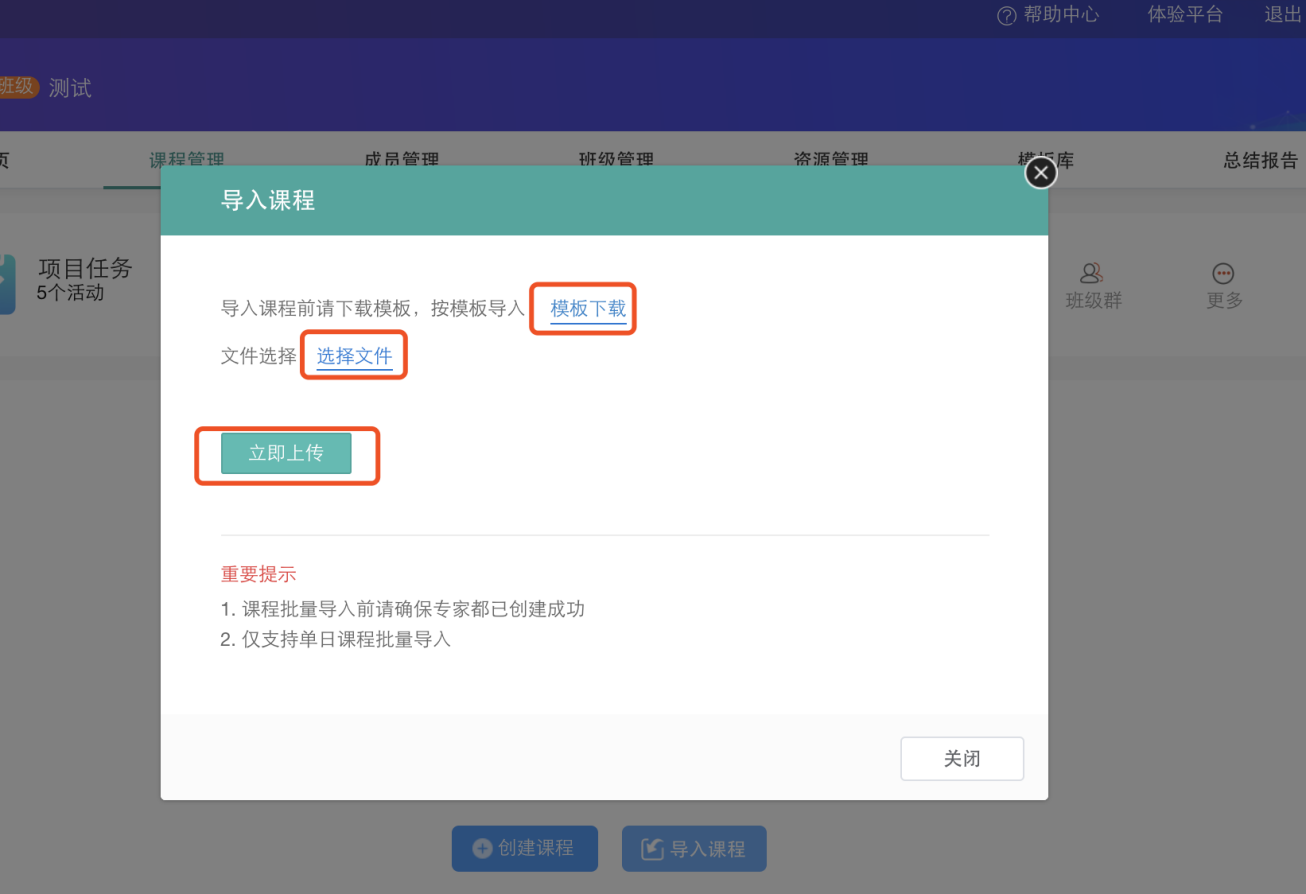 帮助中心 体验平台 退出
班级 测试
页 课程管理 成员管理 班级管理 资源管理 模板库 总结报告
导入课程
项目任务
5个活动
班级群 更多
导入课程前请下载模板，按模板导入 模板下载
文件选择 选择文件
立即上传
重要提示
1. 课程批量导入前请确保专家都已创建成功
2. 仅支持单日课程批量导入
关闭
创建课程 导入课程